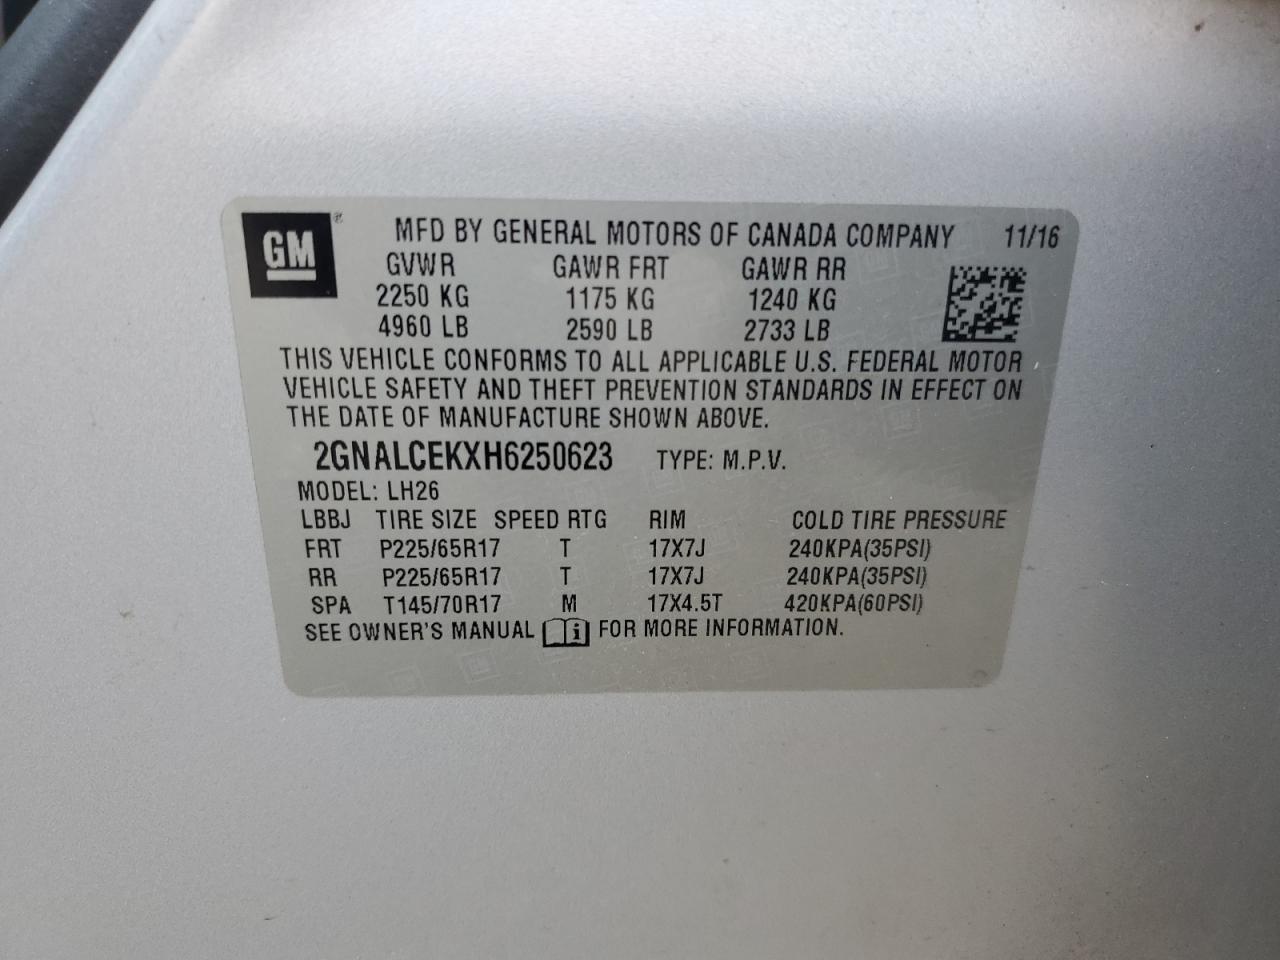 GM ®
MFD BY GENERAL MOTORS OF CANADA COMPANY 11/16
GVWR GAWR FRT GAWR RR
2250 KG 1175 KG 1240 KG
4960 LB 2590 LB 2733 LB
THIS VEHICLE CONFORMS TO ALL APPLICABLE U.S. FEDERAL MOTOR
VEHICLE SAFETY AND THEFT PREVENTION STANDARDS IN EFFECT ON
THE DATE OF MANUFACTURE SHOWN ABOVE.
2GNALCEKXH6250623 TYPE: M.P.V.
MODEL: LH26
LBBJ TIRE SIZE SPEED RTG RIM COLD TIRE PRESSURE
FRT P225/65R17 T 17X7J 240KPA(35PSI)
RR P225/65R17 T 17X7J 240KPA(35PSI)
SPA T145/70R17 M 17X4.5T 420KPA(60PSI)
SEE OWNER'S MANUAL i FOR MORE INFORMATION.